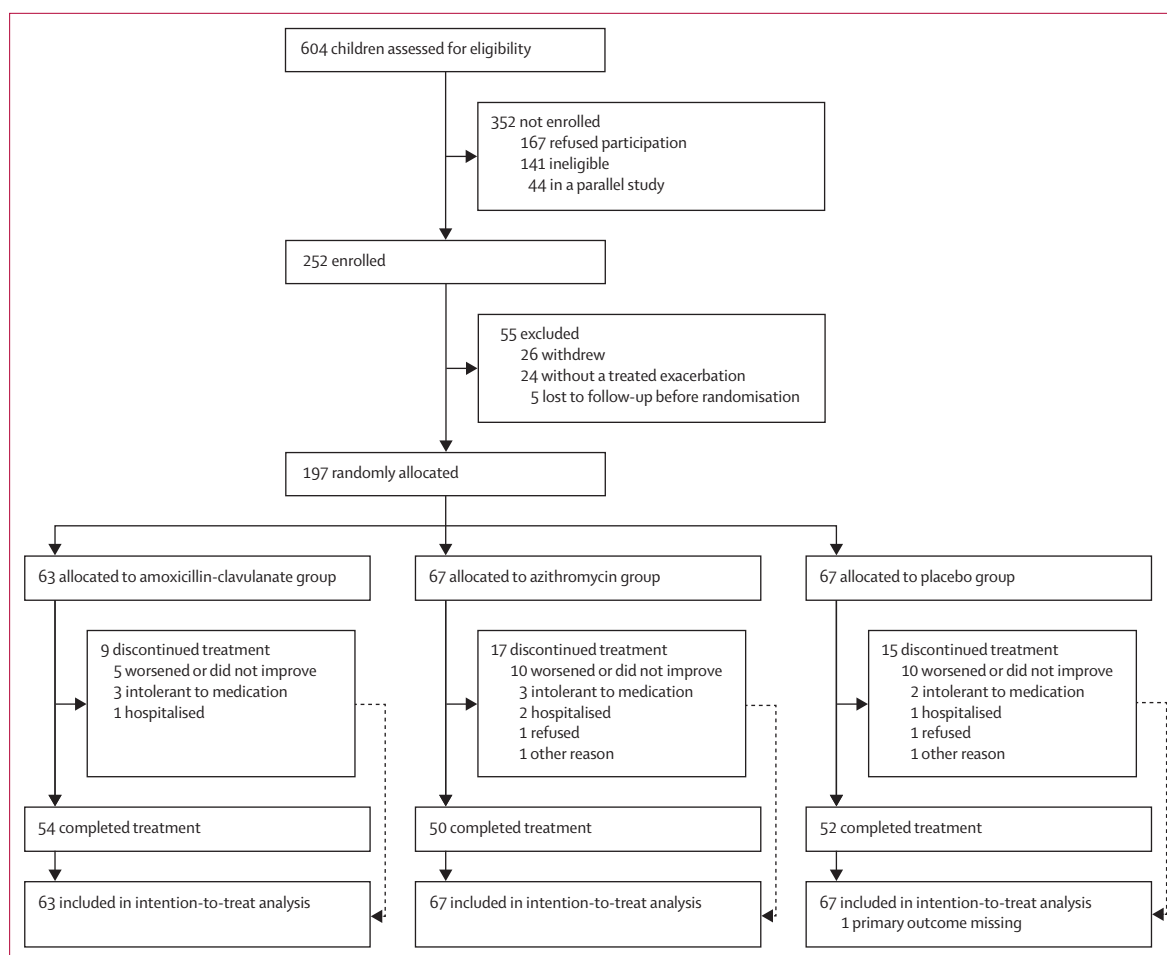 604 children assessed for eligibility
352 not enrolled
167 refused participation
141 ineligible
44 in a parallel study
252 enrolled
55 excluded
26 withdrew
24 without a treated exacerbation
5 lost to follow-up before randomisation
197 randomly allocated
63 allocated to amoxicillin-clavulanate group
67 allocated to azithromycin group
67 allocated to placebo group
9 discontinued treatment
5 worsened or did not improve
3 intolerant to medication
1 hospitalised
17 discontinued treatment
10 worsened or did not improve
3 intolerant to medication
2 hospitalised
1 refused
1 other reason
15 discontinued treatment
10 worsened or did not improve
2 intolerant to medication
1 hospitalised
1 refused
1 other reason
54 completed treatment
50 completed treatment
52 completed treatment
63 included in intention-to-treat analysis
67 included in intention-to-treat analysis
67 included in intention-to-treat analysis
1 primary outcome missing